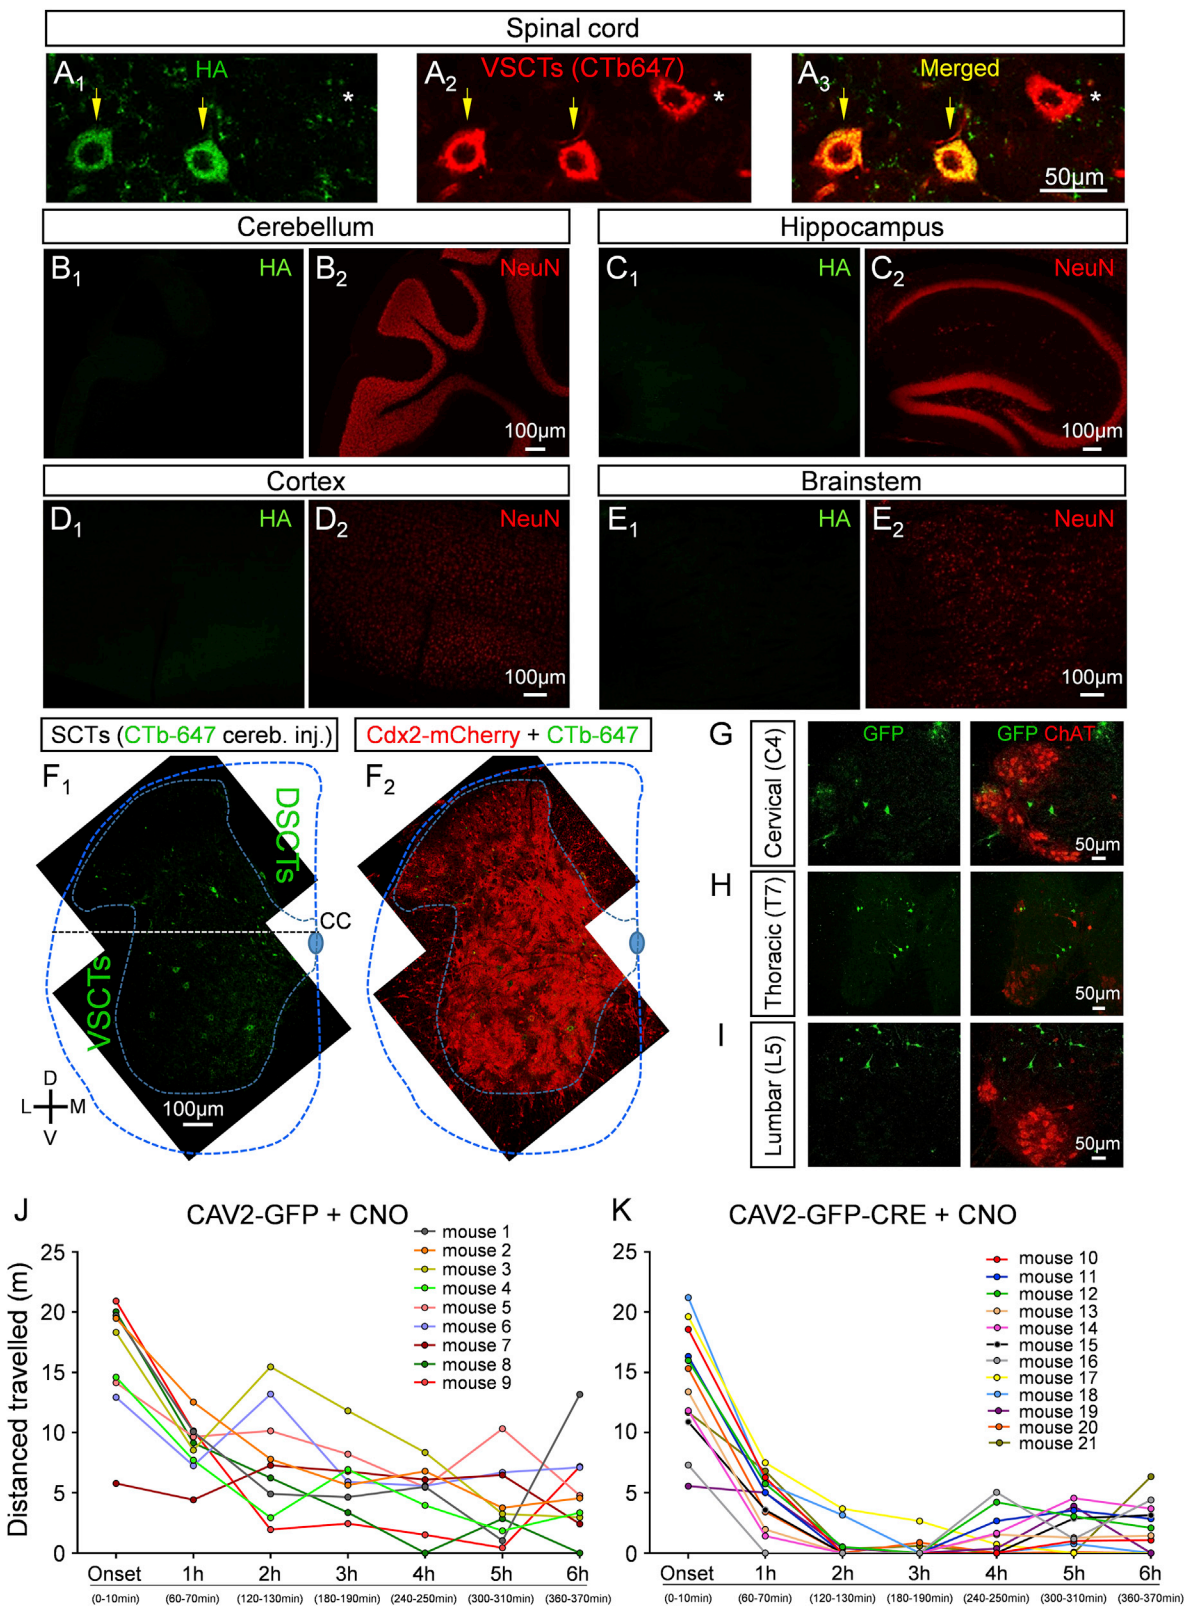 Spinal cord
A1 HA *
A2 VSCTs (CTb647) *
A3 Merged *
50µm
Cerebellum
Hippocampus
B1 HA
B2 NeuN
100µm
C1 HA
C2 NeuN
100µm
Cortex
Brainstem
D1 HA
D2 NeuN
100µm
E1 HA
E2 NeuN
100µm
SCTs (CTb-647 cereb. inj.)
Cdx2-mCherry + CTb-647
F1
DSCTs
CC
VSCTs
D
L M
V
100µm
F2
G
Cervical (C4)
GFP
GFP ChAT
50µm
H
Thoracic (T7)
50µm
I
Lumbar (L5)
50µm
J
CAV2-GFP + CNO
mouse 1
mouse 2
mouse 3
mouse 4
mouse 5
mouse 6
mouse 7
mouse 8
mouse 9
Distanced travelled (m)
25
20
15
10
5
0
Onset 1h 2h 3h 4h 5h 6h
(0-10min) (60-70min) (120-130min) (180-190min) (240-250min) (300-310min) (360-370min)
K
CAV2-GFP-CRE + CNO
mouse 10
mouse 11
mouse 12
mouse 13
mouse 14
mouse 15
mouse 16
mouse 17
mouse 18
mouse 19
mouse 20
mouse 21
25
20
15
10
5
0
Onset 1h 2h 3h 4h 5h 6h
(0-10min) (60-70min) (120-130min) (180-190min) (240-250min) (300-310min) (360-370min)